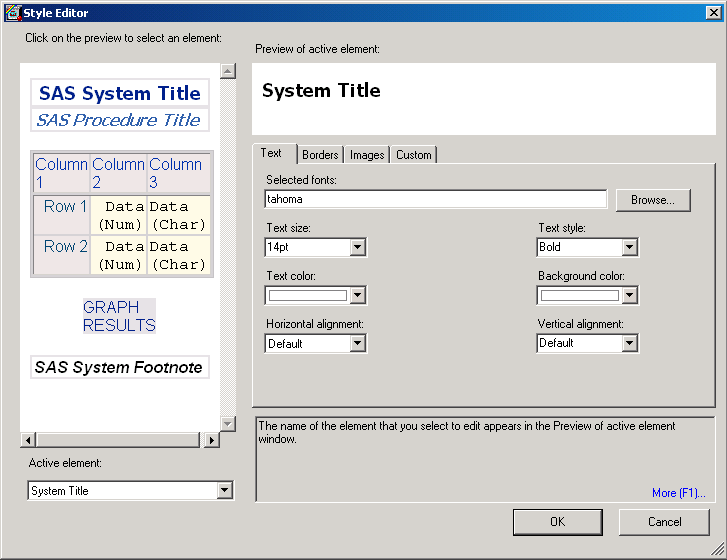 Style Editor
Click on the preview to select an element:
SAS System Title
SAS Procedure Title
Column 1 Column 2 Column 3
Row 1 Data (Num) Data (Char)
Row 2 Data (Num) Data (Char)
GRAPH
RESULTS
SAS System Footnote
Active element:
System Title
Preview of active element:
System Title
Text Borders Images Custom
Selected fonts:
tahoma Browse...
Text size: Text style:
14pt Bold
Text color: Background color:
Horizontal alignment: Vertical alignment:
Default Default
The name of the element that you select to edit appears in the Preview of active element
window.
More (F1)...
OK Cancel